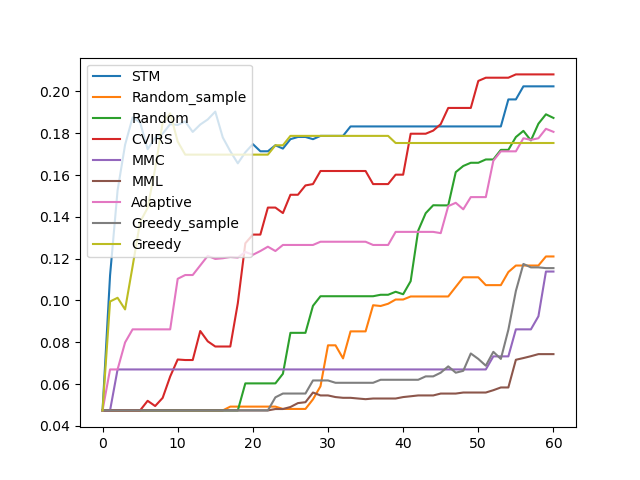 STM
Random_sample
Random
CVIRS
MMC
MML
Adaptive
Greedy_sample
Greedy
0.20
0.18
0.16
0.14
0.12
0.10
0.08
0.06
0.04
0 10 20 30 40 50 60